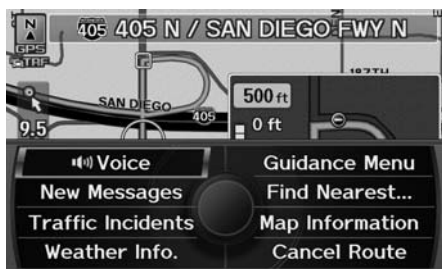 N
405 405 N / SAN DIEGO FWY N
GPS
TRF
187TH
SAN DIEGO
405
500 ft
0 ft
9.5
Voice
Guidance Menu
New Messages
Find Nearest...
Traffic Incidents
Map Information
Weather Info.
Cancel Route